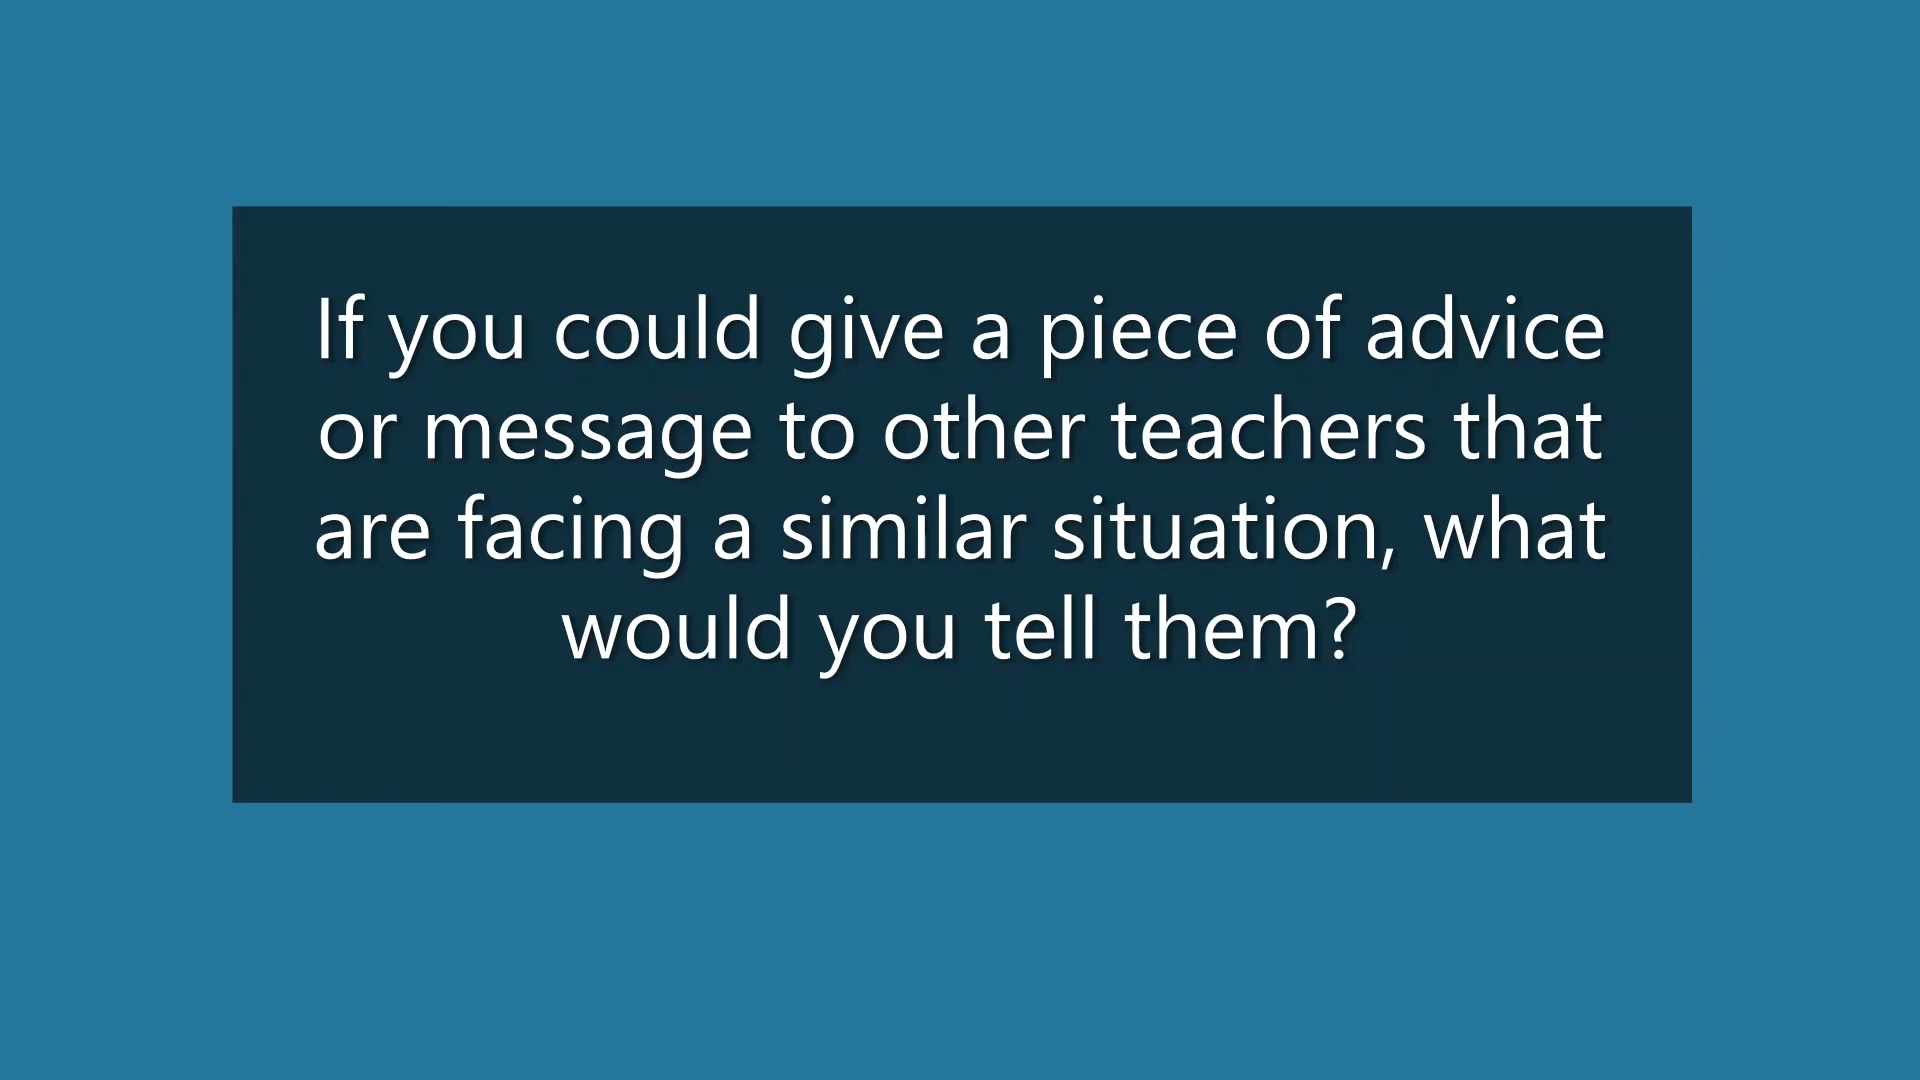 If you could give a piece of advice
or message to other teachers that
are facing a similar situation, what
would you tell them?